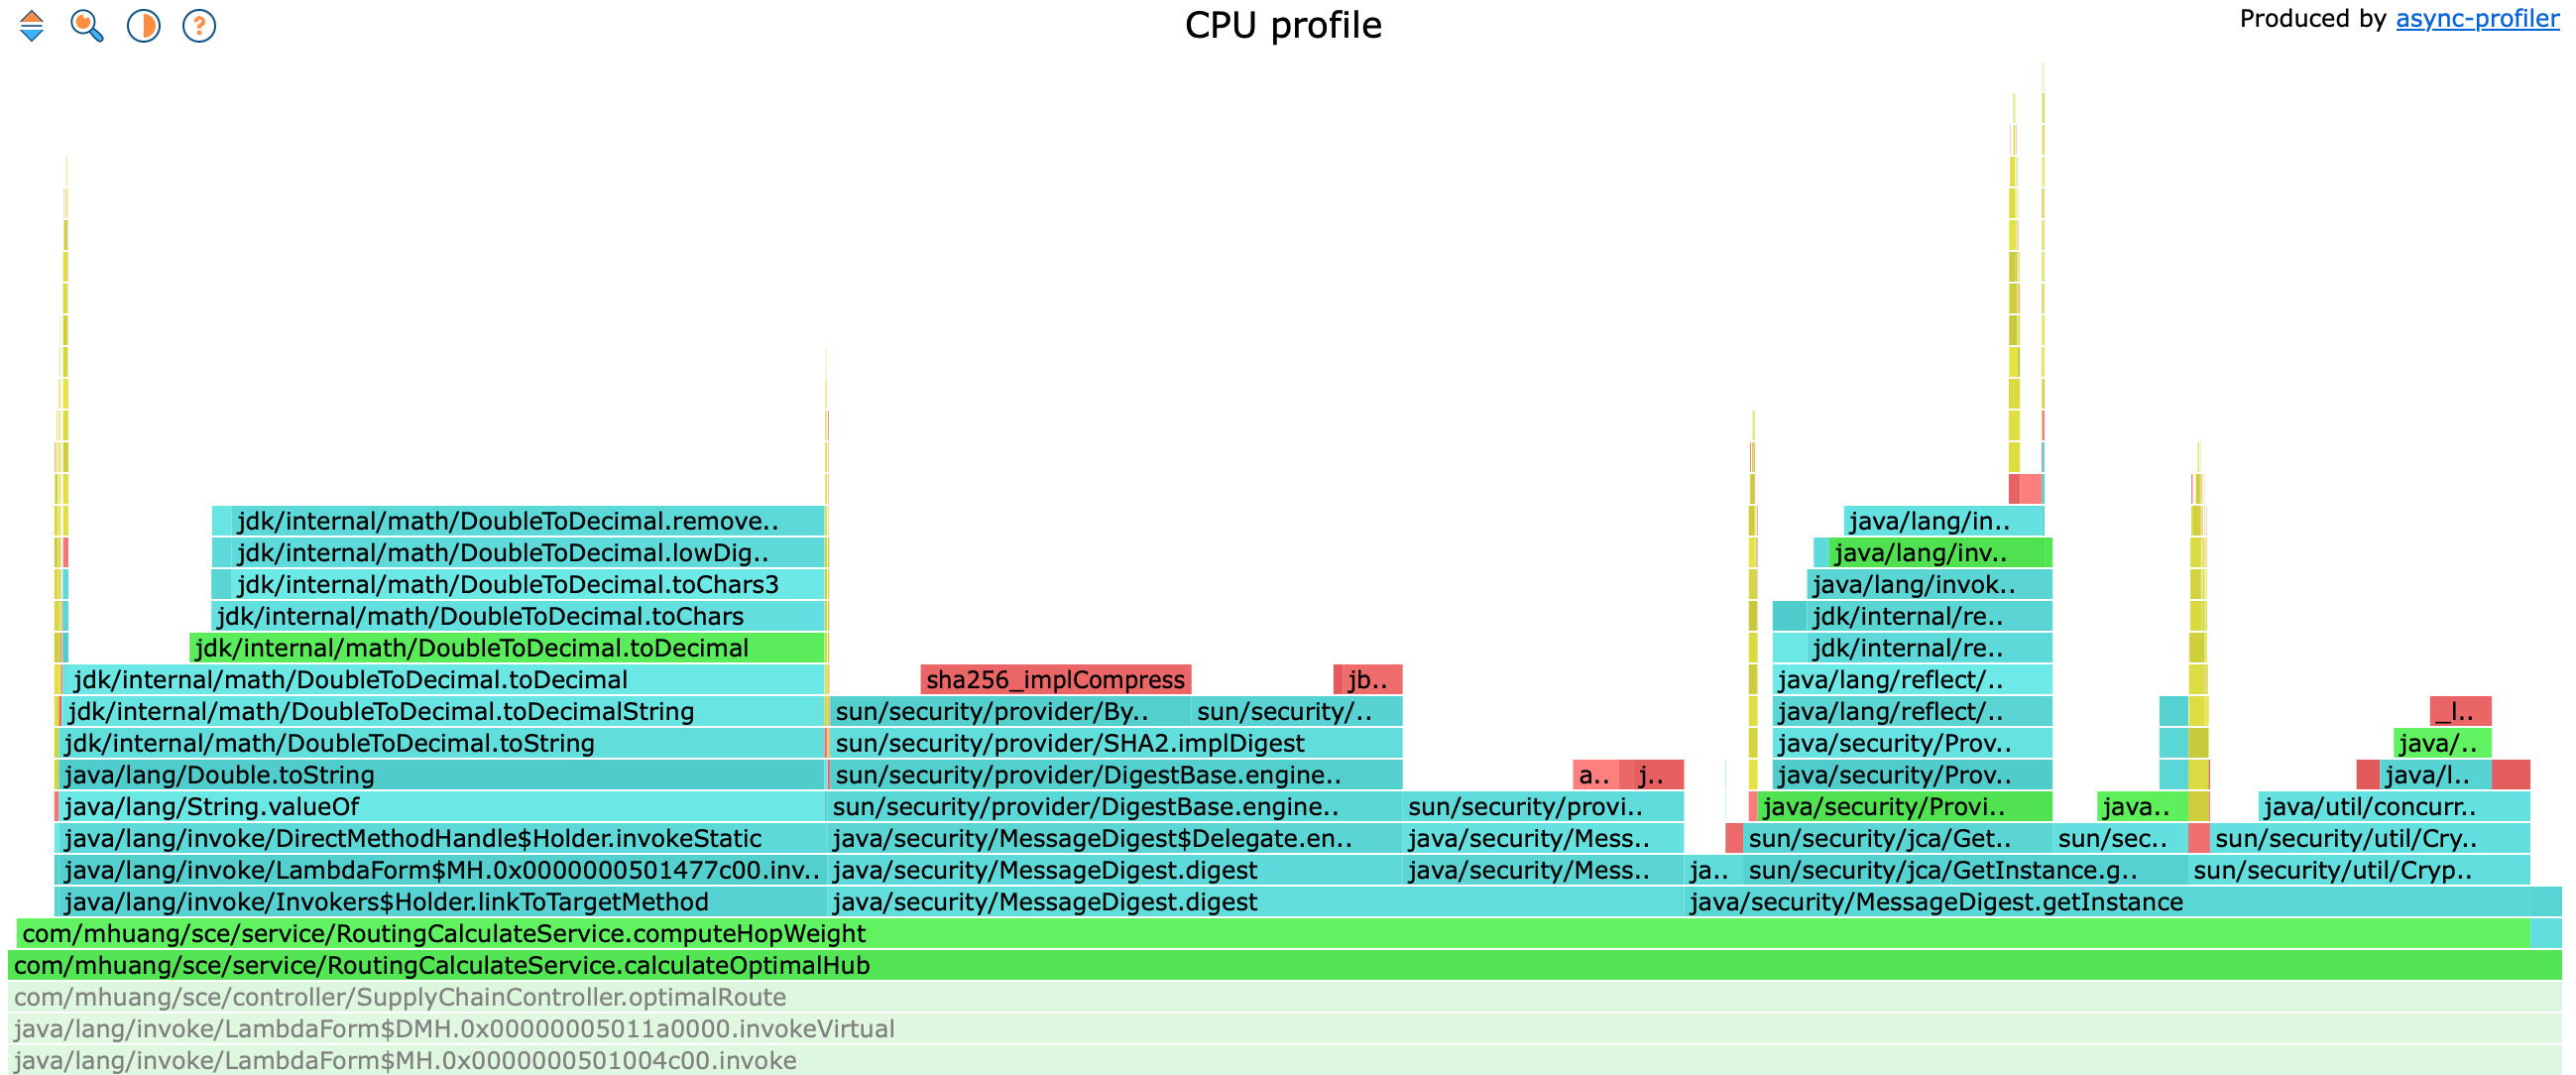 CPU profile
Produced by async-profiler
?
jdk/internal/math/DoubleToDecimal.remove.. java/lang/in..
jdk/internal/math/DoubleToDecimal.lowDig.. java/lang/inv..
jdk/internal/math/DoubleToDecimal.toChars3 java/lang/invok..
jdk/internal/math/DoubleToDecimal.toChars jdk/internal/re..
jdk/internal/math/DoubleToDecimal.toDecimal jdk/internal/re..
jdk/internal/math/DoubleToDecimal.toDecimal sha256_implCompress jb.. java/lang/reflect/..
jdk/internal/math/DoubleToDecimal.toDecimalString sun/security/provider/By.. sun/security/.. java/lang/reflect/.. _l..
jdk/internal/math/DoubleToDecimal.toString sun/security/provider/SHA2.implDigest java/security/Prov.. java/..
java/lang/Double.toString sun/security/provider/DigestBase.engine.. a.. j.. java/security/Prov.. java/l..
java/lang/String.valueOf sun/security/provider/DigestBase.engine.. sun/security/provi.. java/security/Provi.. java.. java/util/concurr..
java/lang/invoke/DirectMethodHandle$Holder.invokeStatic java/security/MessageDigest$Delegate.en.. java/security/Mess.. sun/security/jca/Get.. sun/sec.. sun/security/util/Cry..
java/lang/invoke/LambdaForm$MH.0x0000000501477c00.inv.. java/security/MessageDigest.digest java/security/Mess.. ja.. sun/security/jca/GetInstance.g.. sun/security/util/Cryp..
java/lang/invoke/Invokers$Holder.linkToTargetMethod java/security/MessageDigest.digest java/security/MessageDigest.getInstance
com/mhuang/sce/service/RoutingCalculateService.computeHopWeight
com/mhuang/sce/service/RoutingCalculateService.calculateOptimalHub
com/mhuang/sce/controller/SupplyChainController.optimalRoute
java/lang/invoke/LambdaForm$DMH.0x00000005011a0000.invokeVirtual
java/lang/invoke/LambdaForm$MH.0x0000000501004c00.invoke